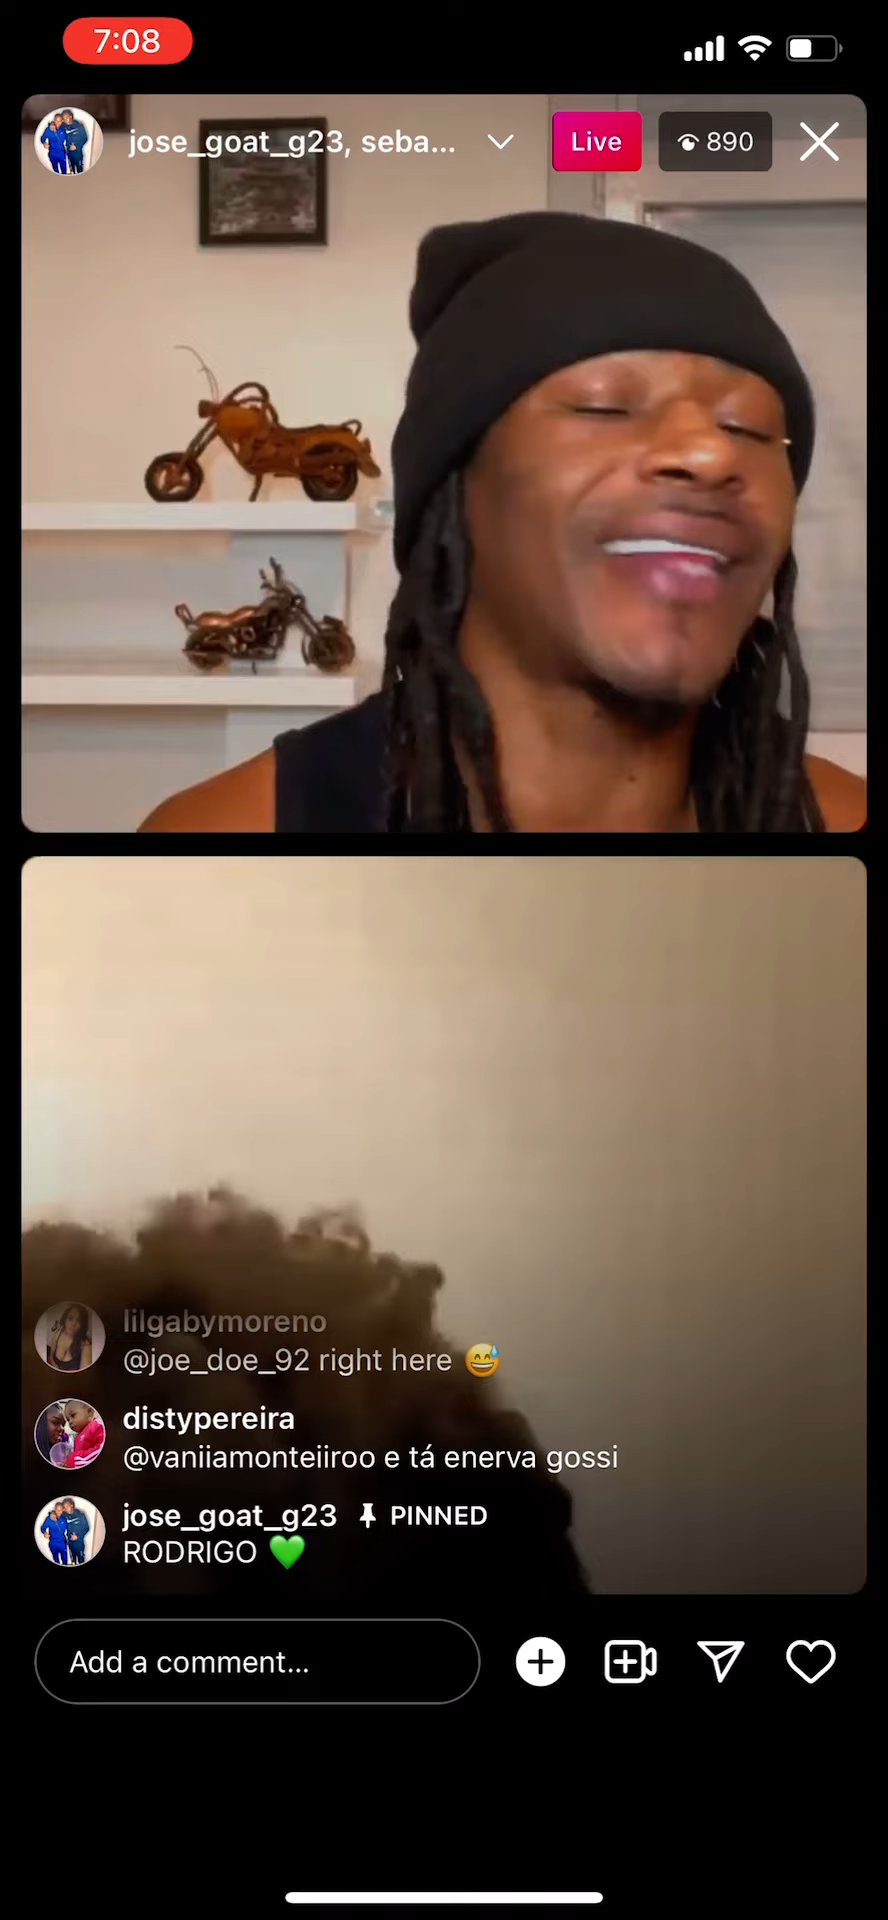 7:08
jose_goat_g23, seba...
Live
890
lilgabymoreno
@joe_doe_92 right here 😅
distypereira
@vaniiamonteiiroo e tá enerva gossi
jose_goat_g23 PINNED
RODRIGO 💚
Add a comment...